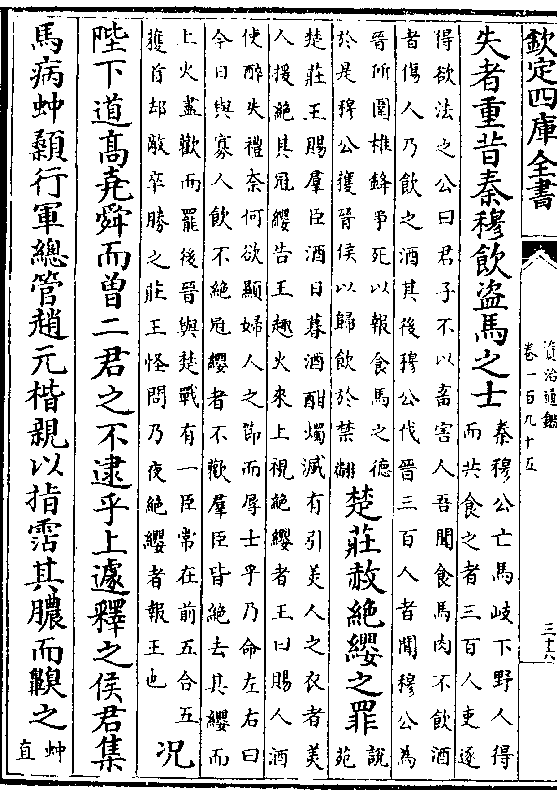 欽定四庫全書
資治通鑑
卷一百九十五
三十六
失者重昔秦穆飲盜馬之士
秦穆公亡馬岐下野人得
而共食之者三百人吏逐
得欲法之公曰君子不以畜害人吾聞食馬肉不飲酒
者傷人乃飲之酒其後穆公伐晉三百人者聞穆公為
晉所圍椎鋒爭死以報食馬之德
於是穆公獲晉侯以歸飲於禁
楚莊赦絶纓之罪
說
苑
楚莊王賜羣臣酒日暮酒酣燭滅有引美人之衣者美
人援絶其冠纓告王趣火來上視絶纓者王曰賜人酒
使醉失禮奈何欲顯婦人之節而辱士乎乃命左右曰
今日與寡人飲不絶冠纓者不歡羣臣皆絶去其纓而
上火盡歡而罷後晉與楚戰有一臣常在前五合五
獲首却敵卒勝之莊王怪問乃夜絶纓者報王也
況
陛下道髙堯舜而曽二君之不逮乎上遽釋之侯君集
馬病蚛顙行軍總管趙元楷親以指霑其膿而齅之
蚛
直